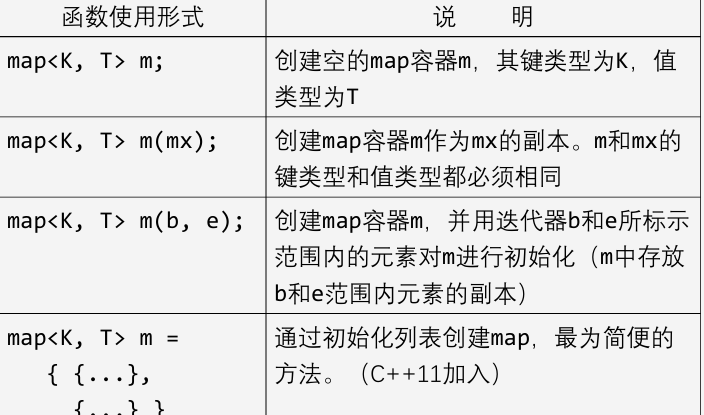 函数使用形式 说 明
map<K, T> m; 创建空的map容器m，其键类型为K，值
类型为T
map<K, T> m(mx); 创建map容器m作为mx的副本。m和mx的
键类型和值类型都必须相同
map<K, T> m(b, e); 创建map容器m，并用迭代器b和e所标示
范围内的元素对m进行初始化（m中存放
b和e范围内元素的副本）
map<K, T> m = 通过初始化列表创建map，最为简便的
{ {...}, 方法。（C++11加入）
{...} }